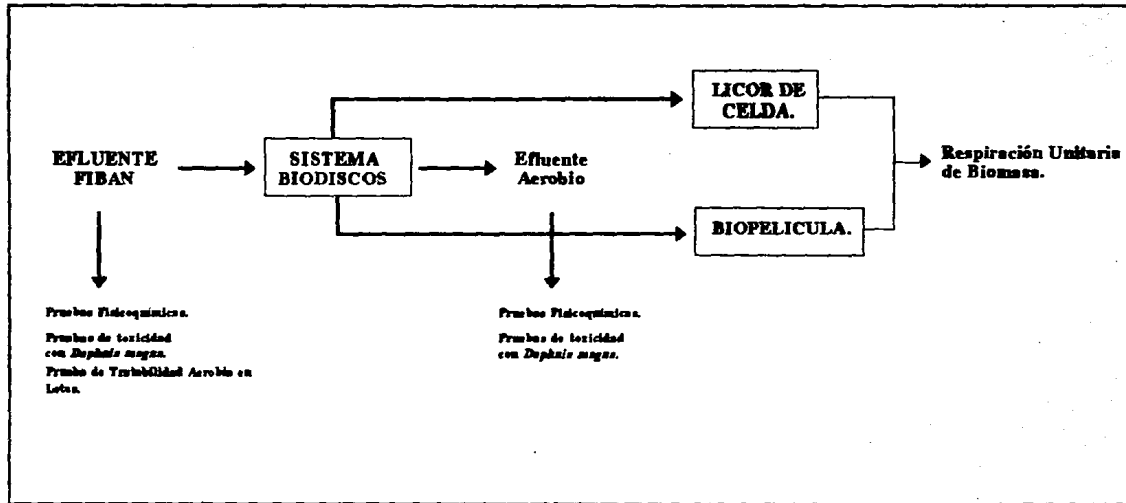 EFLUENTE
FIBAN
SISTEMA
BIODISCOS
Efluente
Aerobio
LICOR DE
CELDA.
BIOPELICULA.
Respiración Unitaria
de Biomasa.
Pruebas Fisicoquímicas.
Pruebas de toxicidad
con Daphnia magna.
Prueba de Tratabilidad Aerobio en
Lotes.
Pruebas Fisicoquímicas.
Pruebas de toxicidad
con Daphnia magna.